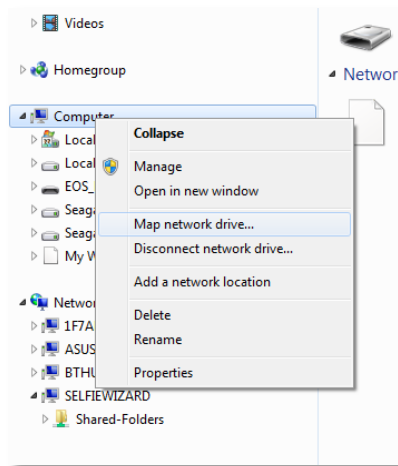 Videos
Homegroup
Networ
Computer
Collapse
Local
Manage
Local
Open in new window
EOS_
Map network drive...
Seaga
Disconnect network drive...
Seaga
My W
Add a network location
Networ
Delete
1F7A
Rename
ASUS
BTHU
Properties
SELFIEWIZARD
Shared-Folders